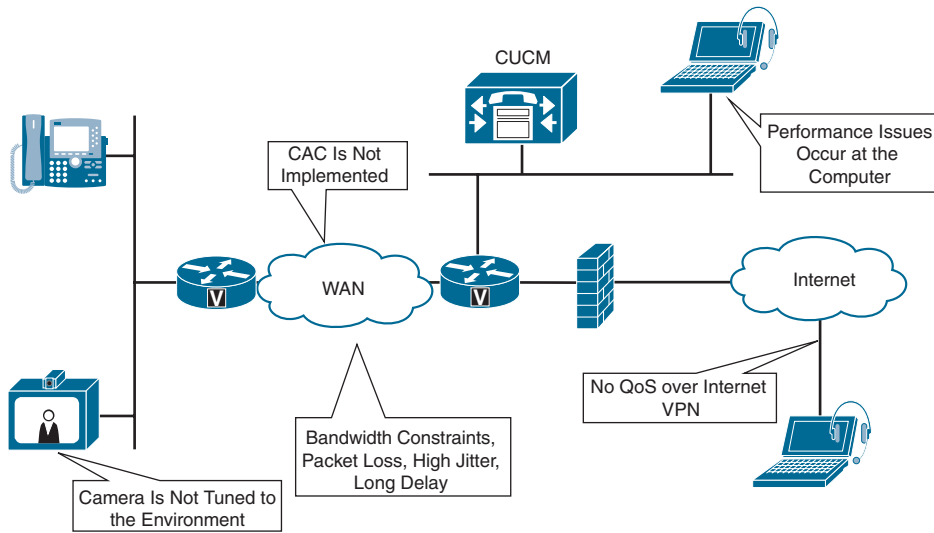 CUCM
Performance Issues
Occur at the
Computer
CAC Is Not
Implemented
V
WAN
V
Internet
No QoS over Internet
VPN
Bandwidth Constraints,
Packet Loss, High Jitter,
Long Delay
Camera Is Not Tuned to
the Environment